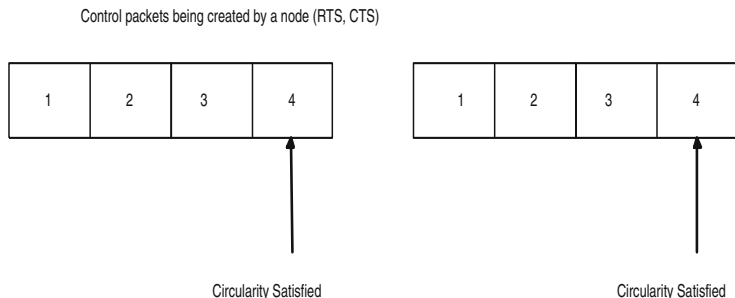 Control packets being created by a node (RTS, CTS)
1 2 3 4 1 2 3 4
Circularity Satisfied Circularity Satisfied